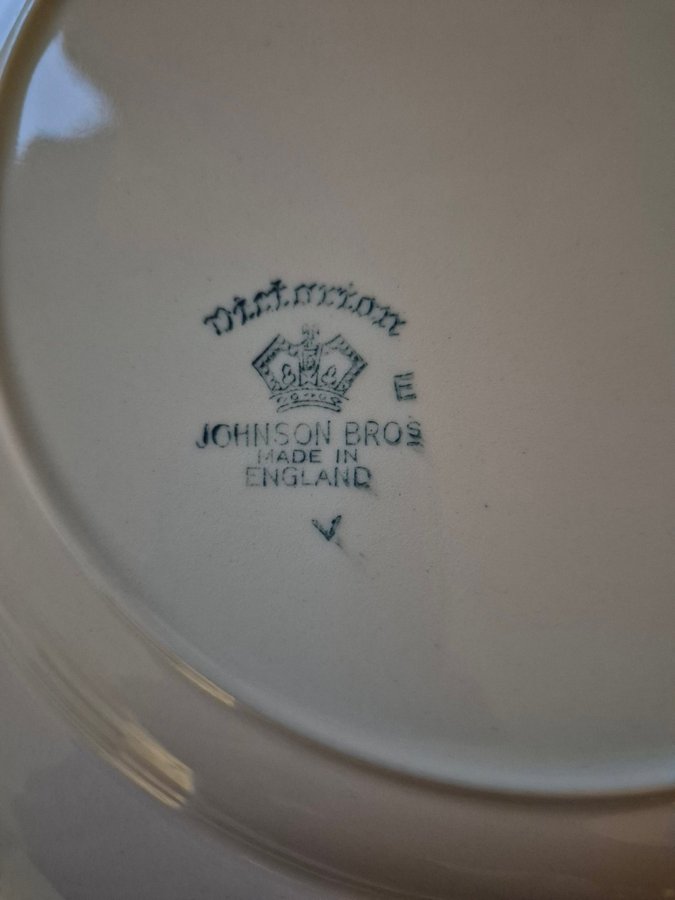 Victorian
E
JOHNSON BROS
MADE IN
ENGLAND
V